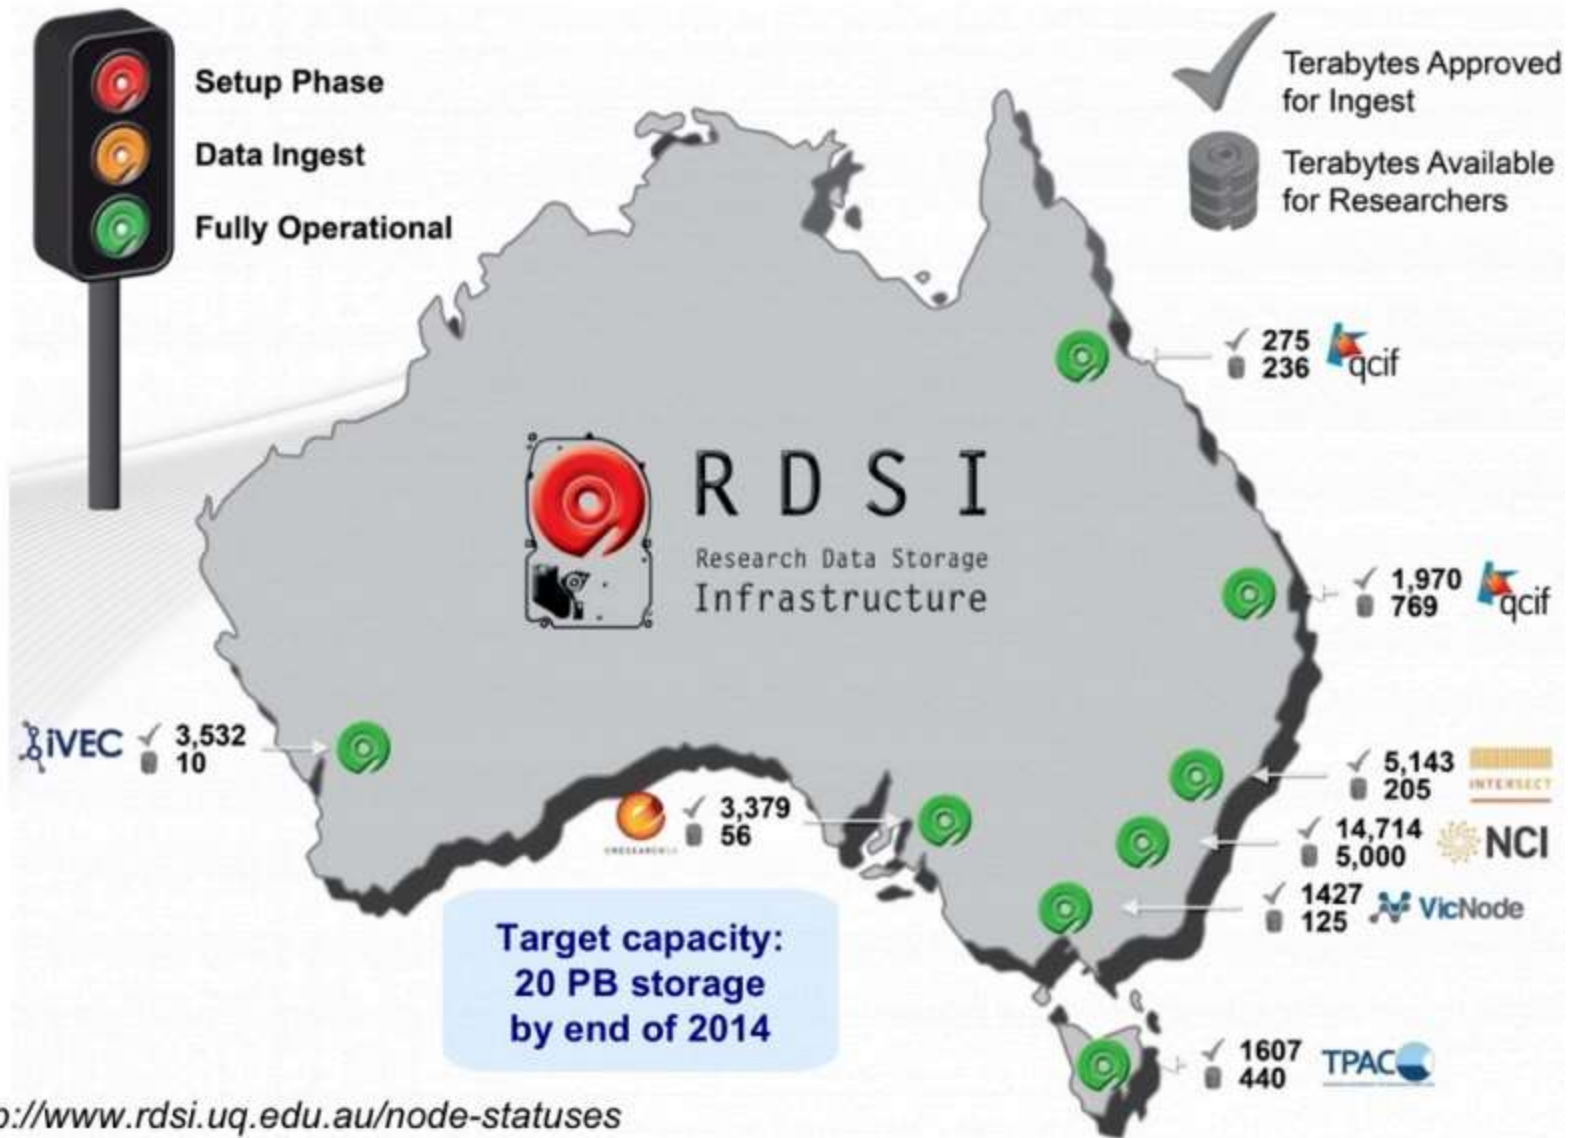 Setup Phase
Data Ingest
Fully Operational
Terabytes Approved
for Ingest
Terabytes Available
for Researchers
275
236
qcif
RDSI
Research Data Storage
Infrastructure
1,970
769
qcif
iVEC
3,532
10
3,379
56
5,143
205
INTERSECT
14,714
5,000
NCI
1427
125
VicNode
Target capacity:
20 PB storage
by end of 2014
1607
440
TPAC
://www.rdsi.uq.edu.au/node-statuses